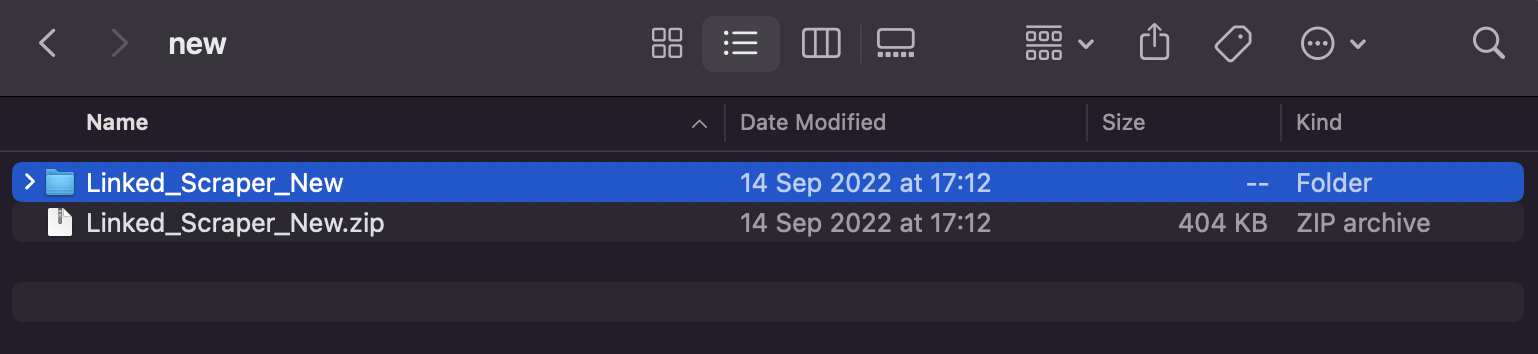 new
Name Date Modified Size Kind
Linked_Scraper_New 14 Sep 2022 at 17:12 -- Folder
Linked_Scraper_New.zip 14 Sep 2022 at 17:12 404 KB ZIP archive